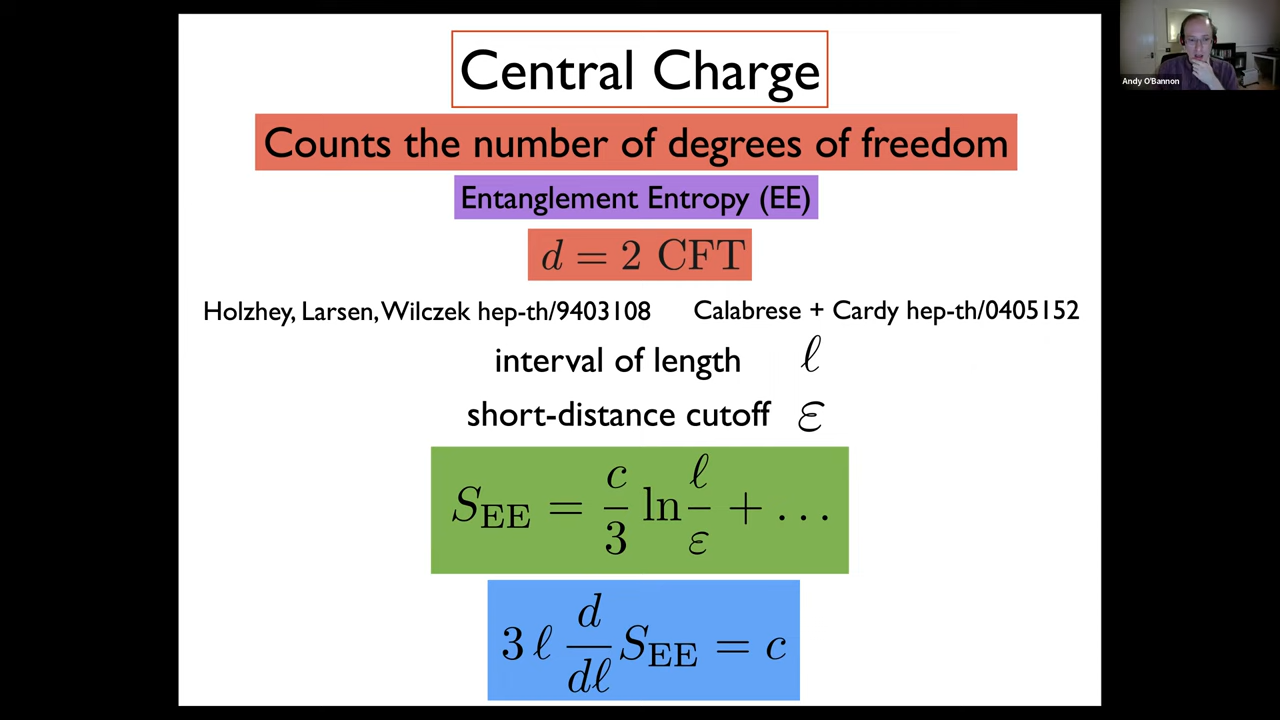 Central Charge
Counts the number of degrees of freedom
Entanglement Entropy (EE)
d = 2 CFT
Holzhey, Larsen, Wilczek hep-th/9403108 Calabrese + Cardy hep-th/0405152
interval of length ℓ
short-distance cutoff ε
S_EE = c/3 ln ℓ/ε + ...
3 ℓ d/dℓ S_EE = c
Andy O'Bannon